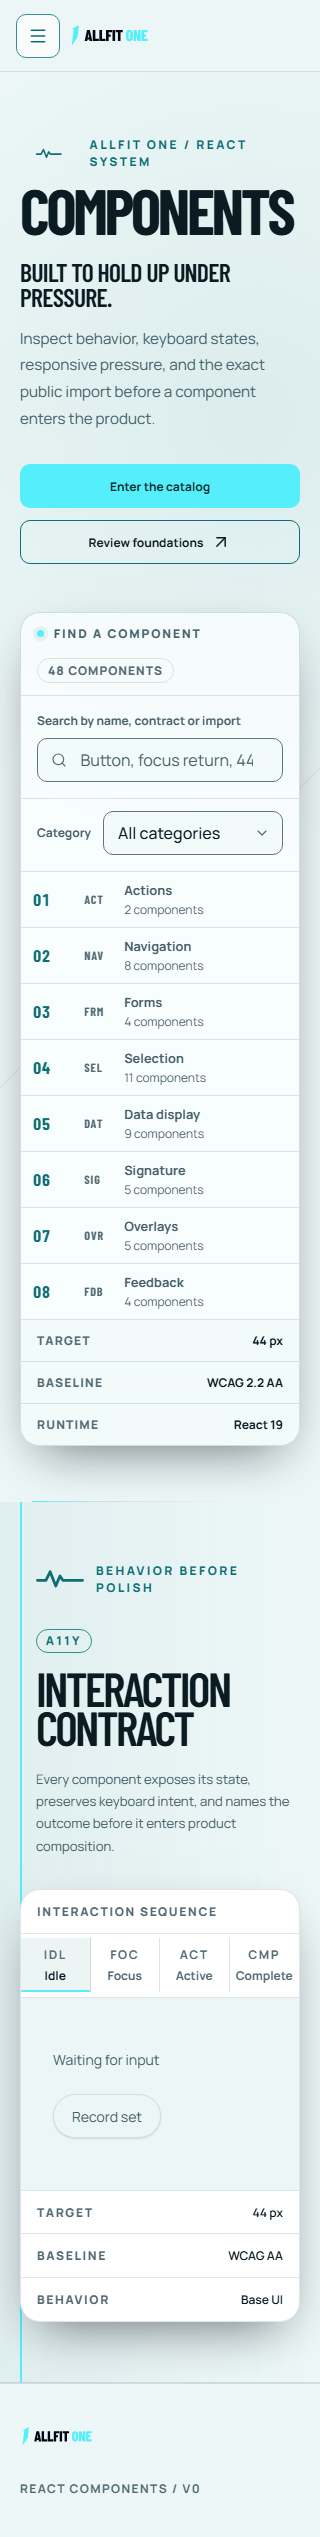 ALLFIT ONE
ALLFIT ONE / REACT
SYSTEM
COMPONENTS
BUILT TO HOLD UP UNDER
PRESSURE.
Inspect behavior, keyboard states,
responsive pressure, and the exact
public import before a component
enters the product.
Enter the catalog
Review foundations
FIND A COMPONENT
48 COMPONENTS
Search by name, contract or import
Button, focus return, 44
Category
All categories
01 ACT Actions
2 components
02 NAV Navigation
8 components
03 FRM Forms
4 components
04 SEL Selection
11 components
05 DAT Data display
9 components
06 SIG Signature
5 components
07 OVR Overlays
5 components
08 FDB Feedback
4 components
TARGET 44 px
BASELINE WCAG 2.2 AA
RUNTIME React 19
BEHAVIOR BEFORE
POLISH
A11Y
INTERACTION
CONTRACT
Every component exposes its state,
preserves keyboard intent, and names the
outcome before it enters product
composition.
INTERACTION SEQUENCE
IDL FOC ACT CMP
Idle Focus Active Complete
Waiting for input
Record set
TARGET 44 px
BASELINE WCAG AA
BEHAVIOR Base UI
ALLFIT ONE
REACT COMPONENTS / V0